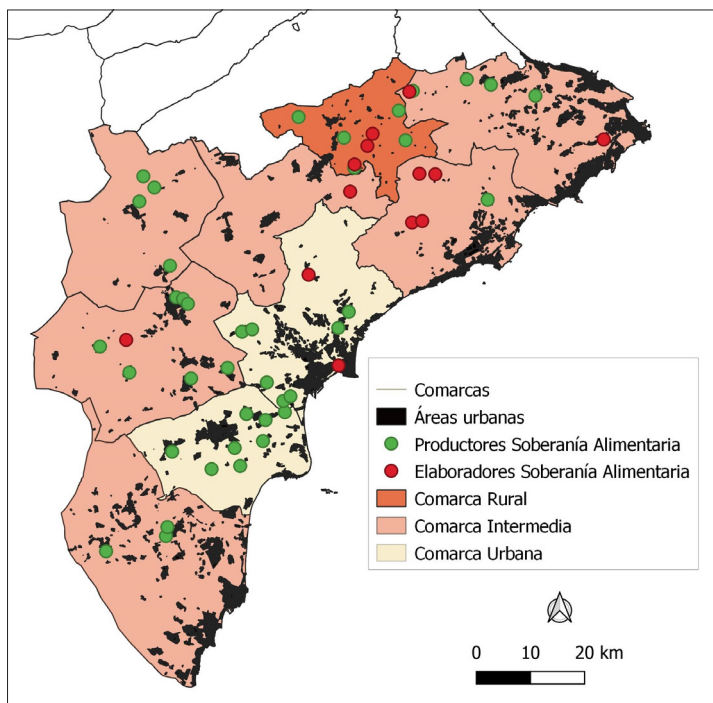 Comarcas
Áreas urbanas
Productores Soberanía Alimentaria
Elaboradores Soberanía Alimentaria
Comarca Rural
Comarca Intermedia
Comarca Urbana
0 10 20 km